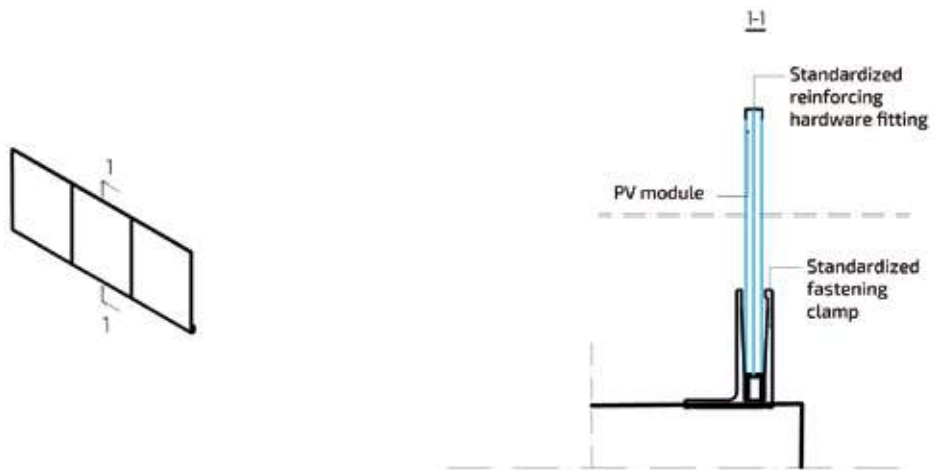 1-1
Standardized
reinforcing
hardware fitting
1
PV module
Standardized
fastening
clamp
1